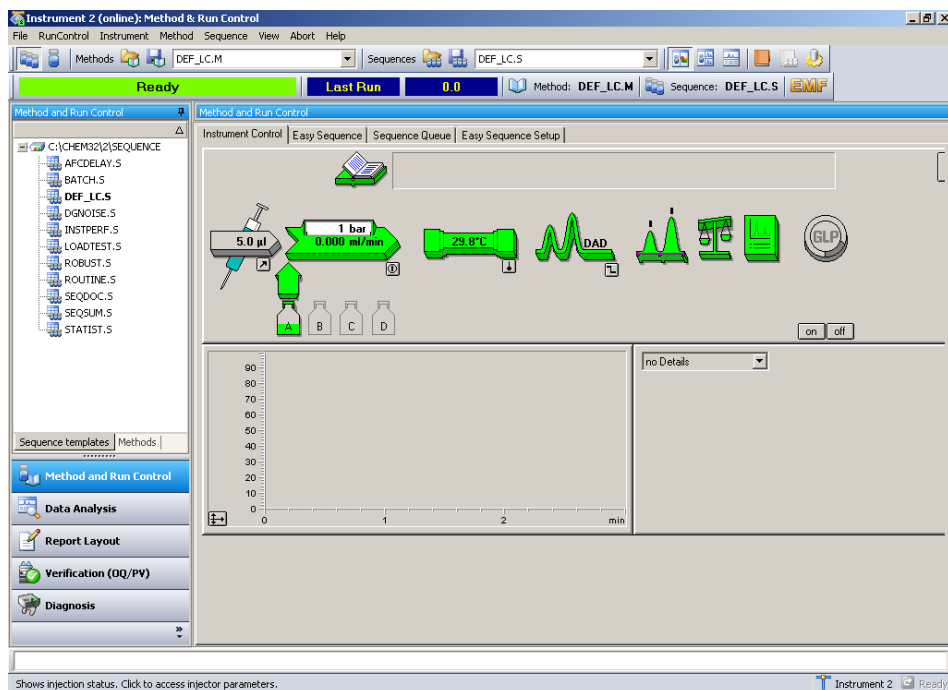 Instrument 2 (online): Method & Run Control
File RunControl Instrument Method Sequence View Abort Help
Methods DEF_LC.M Sequences DEF_LC.S
Ready Last Run 0.0 Method: DEF_LC.M Sequence: DEF_LC.S EMF
Method and Run Control Method and Run Control
Instrument Control Easy Sequence Sequence Queue Easy Sequence Setup
C:\CHEM32\2\SEQUENCE
AFCDELAY.S
BATCH.S
DEF_LC.S
DGNOISE.S
INSTPERF.S
LOADTEST.S
ROBUST.S
ROUTINE.S
SEQDOC.S
SEQSUM.S
STATIST.S
Sequence templates Methods
Method and Run Control
Data Analysis
Report Layout
Verification (OQ/PV)
Diagnosis
5.0 µl
1 bar
0.000 ml/min
29.8°C
DAD
GLP
A B C D
on off
no Details
90
80
70
60
50
40
30
20
10
0
0 1 2 min
Shows injection status. Click to access injector parameters.
Instrument 2 Ready